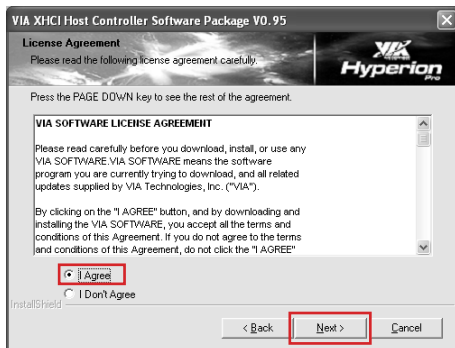 VIA XHCI Host Controller Software Package V0.95
License Agreement
Please read the following license agreement carefully.
VIA
Hyperion
Pro
Press the PAGE DOWN key to see the rest of the agreement.
VIA SOFTWARE LICENSE AGREEMENT
Please read carefully before you download, install, or use any
VIA SOFTWARE.VIA SOFTWARE means the software
program you are currently trying to download, and all related
updates supplied by VIA Technologies, Inc. ("VIA").
By clicking on the "I AGREE" button, and by downloading and
installing the VIA SOFTWARE, you accept all the terms and
conditions of this Agreement. If you do not agree to the terms
and conditions of this Agreement, do not click the "I AGREE"
I Agree
I Don't Agree
InstallShield
< Back Next > Cancel